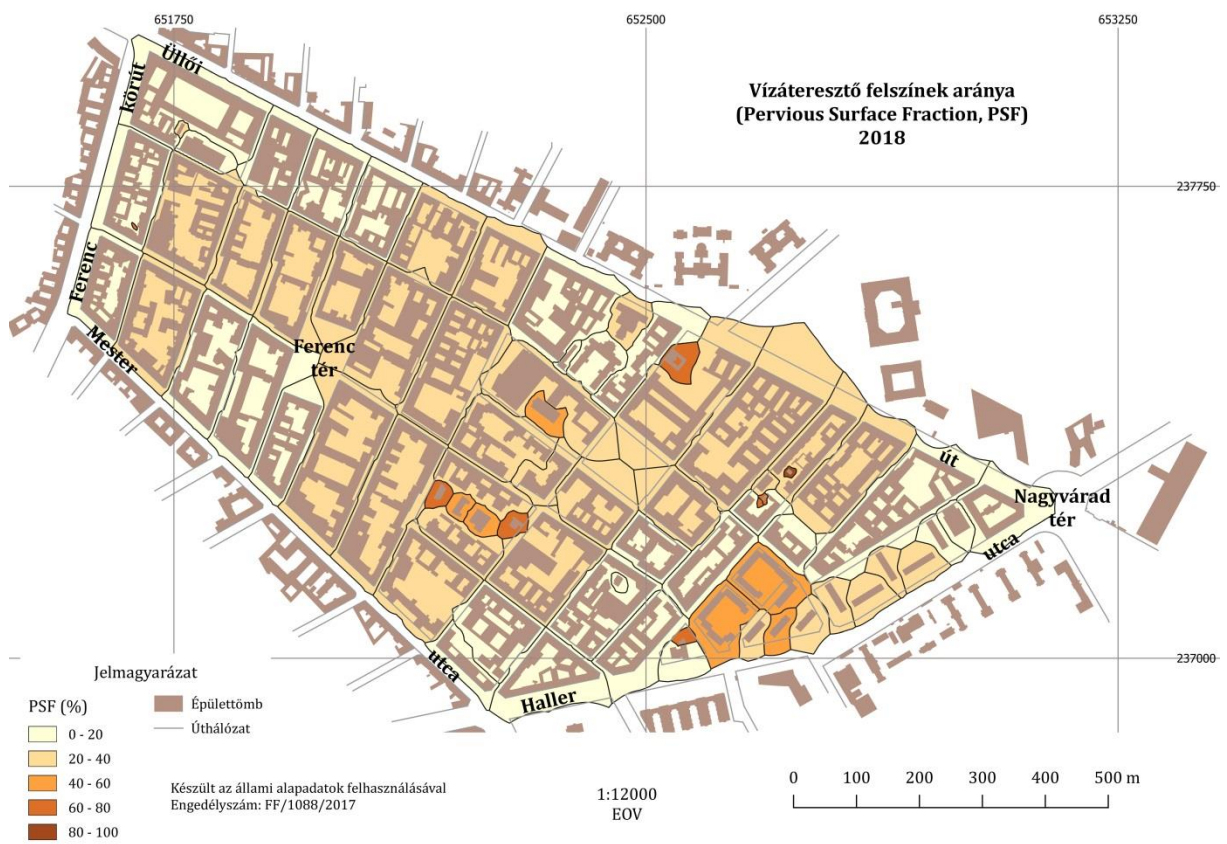 651750
652500
653250
Vízáteresztő felszínek aránya
(Pervious Surface Fraction, PSF)
2018
237750
237000
Üllői
út
Ferenc
körút
Mester
utca
Ferenc
tér
Nagyvárad
tér
Haller
utca
Jelmagyarázat
PSF (%)
0 - 20
20 - 40
40 - 60
60 - 80
80 - 100
Épülettömb
Úthálózat
Készült az állami alapadatok felhasználásával
Engedélyszám: FF/1088/2017
1:12000
EOV
0 100 200 300 400 500 m